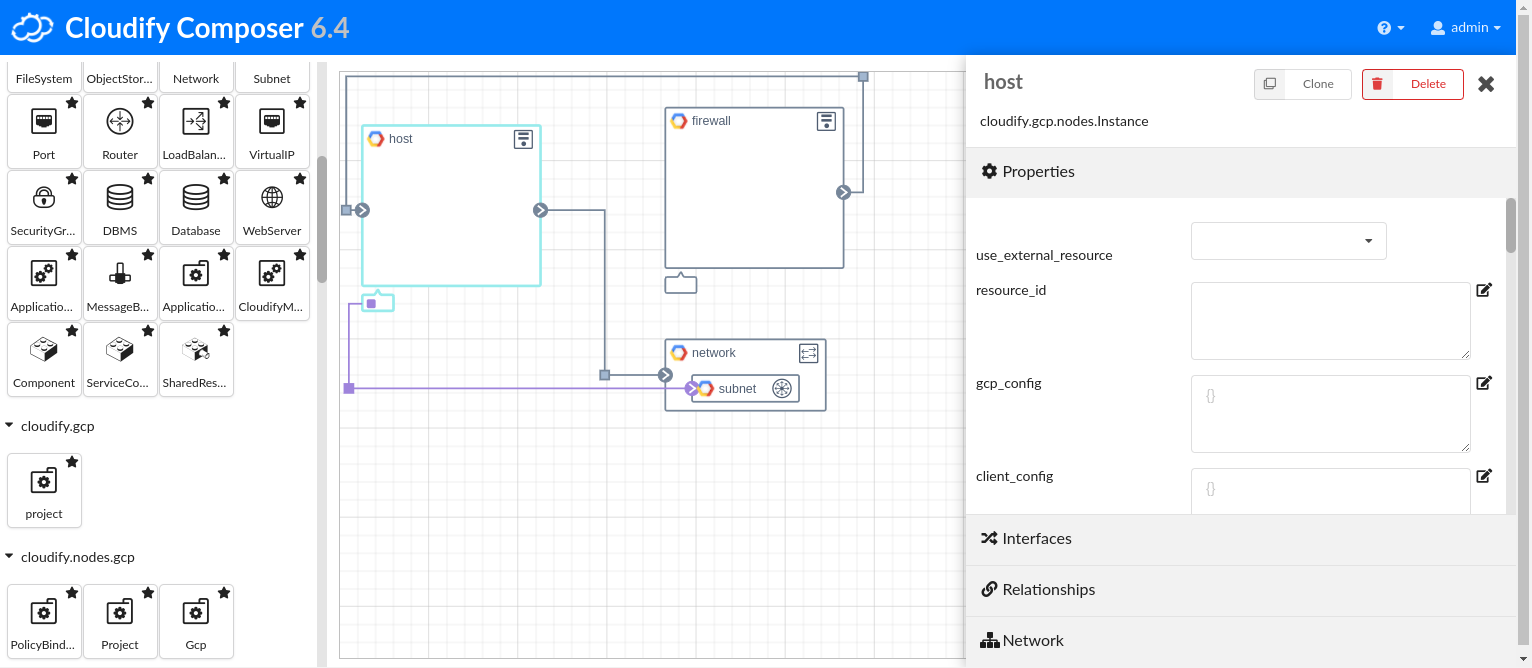 Cloudify Composer 6.4
admin
FileSystem
ObjectStor...
Network
Subnet
Port
Router
LoadBalan...
VirtualIP
SecurityGr...
DBMS
Database
WebServer
Applicatio...
MessageB...
Applicatio...
CloudifyM...
Component
ServiceCo...
SharedRes...
cloudify.gcp
project
cloudify.nodes.gcp
PolicyBind...
Project
Gcp
host
firewall
network
subnet
host
Clone
Delete
cloudify.gcp.nodes.Instance
Properties
use_external_resource
resource_id
gcp_config
{}
client_config
{}
Interfaces
Relationships
Network